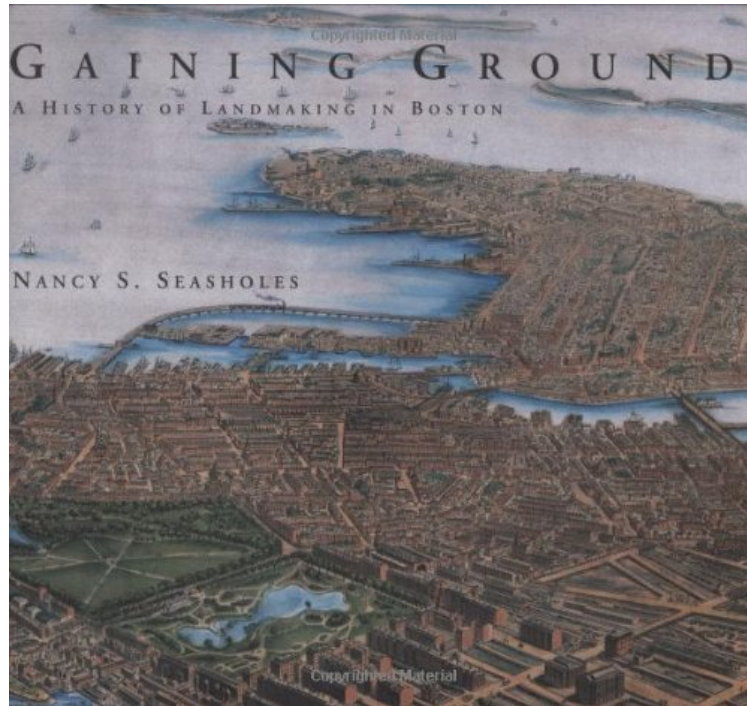 Copyrighted Material
GAINING GROUND
A HISTORY OF LANDMAKING IN BOSTON
NANCY S. SEASHOLES
Copyrighted Material